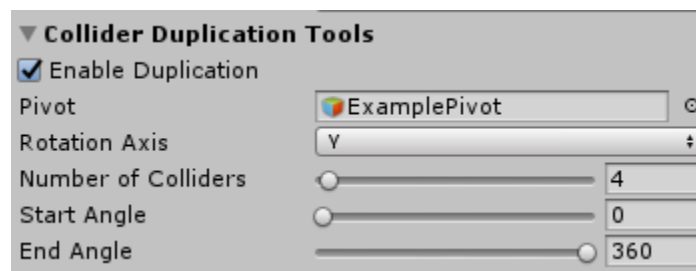 Collider Duplication Tools
Enable Duplication
Pivot ExamplePivot
Rotation Axis Y
Number of Colliders 4
Start Angle 0
End Angle 360